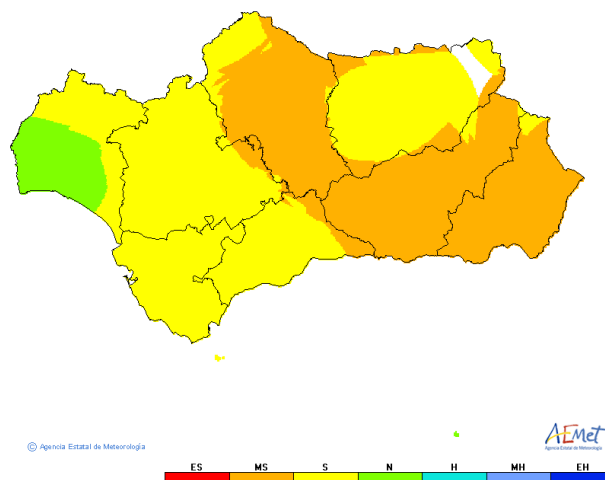 © Agencia Estatal de Meteorología
AEMet
Agencia Estatal de Meteorología
ES MS S N H MH EH